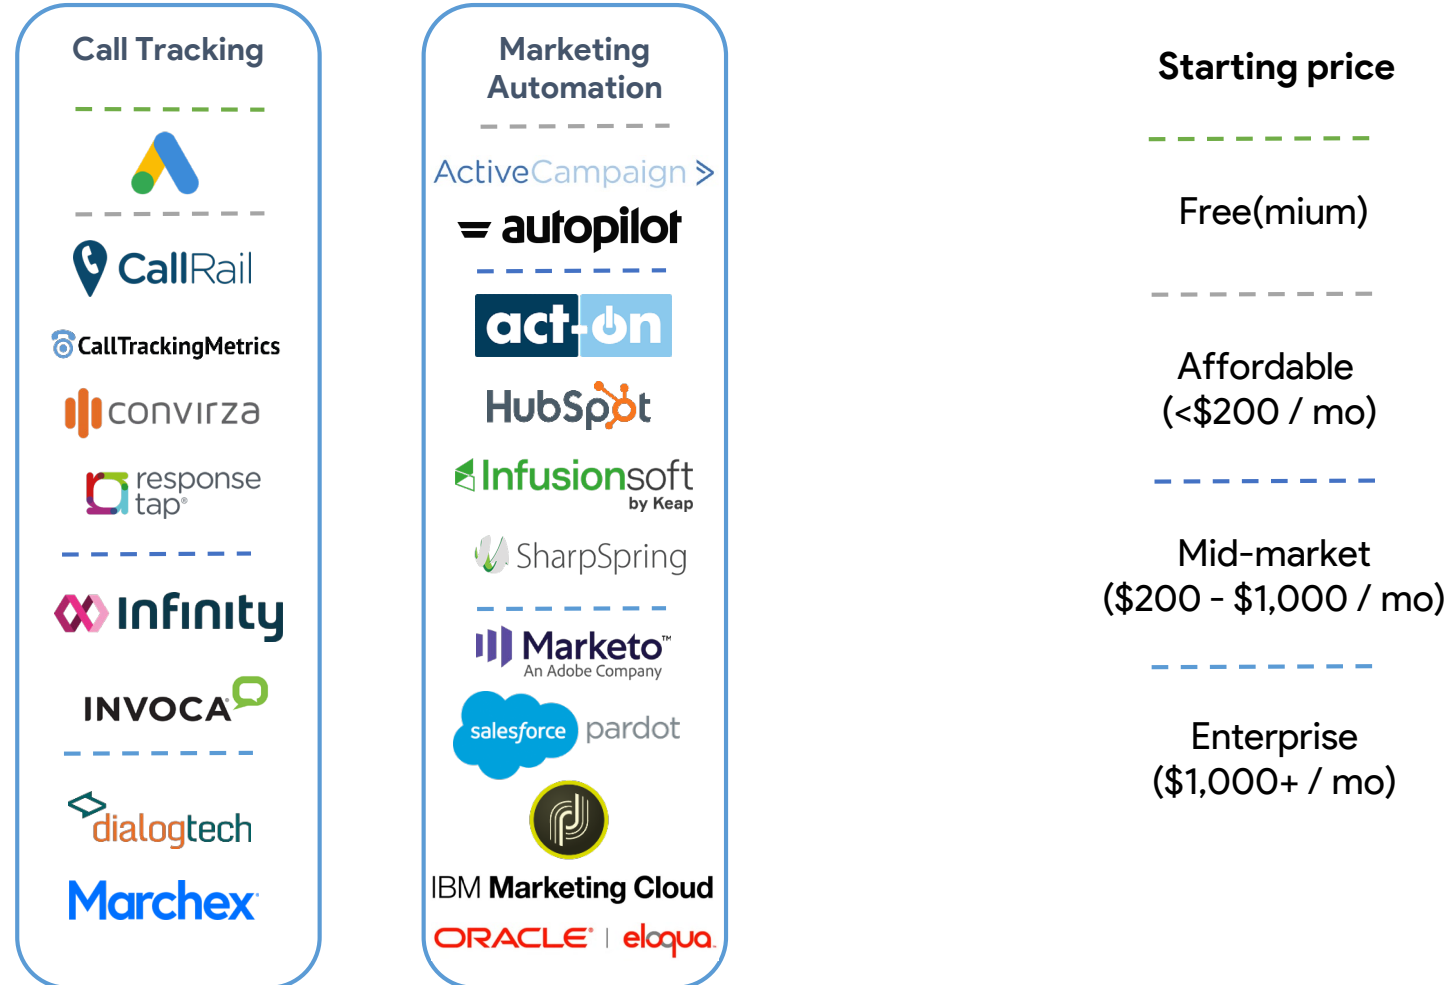 Call Tracking
CallRail
CallTrackingMetrics
convirza
response
tap®
Infinity
INVOCA
dialogtech
Marchex
Marketing
Automation
ActiveCampaign
autopilot
act-on
HubSpot
Infusionsoft
by Keap
SharpSpring
Marketo™
An Adobe Company
salesforce pardot
IBM Marketing Cloud
ORACLE® | eloqua™
Starting price
Free(mium)
Affordable
(<$200 / mo)
Mid-market
($200 - $1,000 / mo)
Enterprise
($1,000+ / mo)